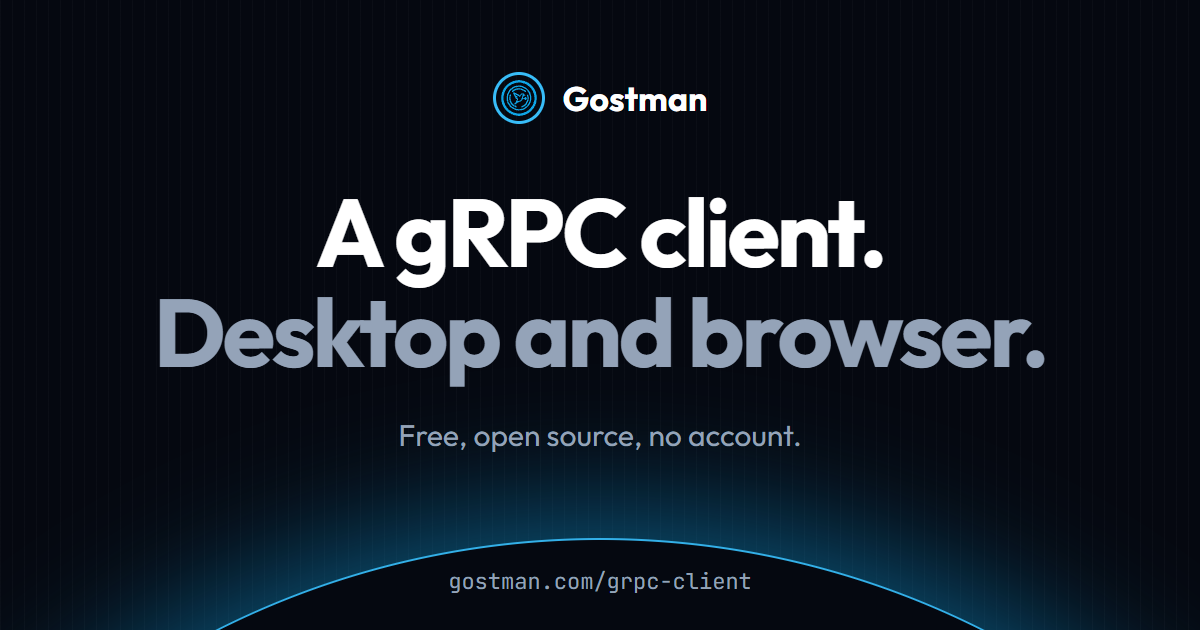 Gostman
A gRPC client.
Desktop and browser.
Free, open source, no account.
gostman.com/grpc-client